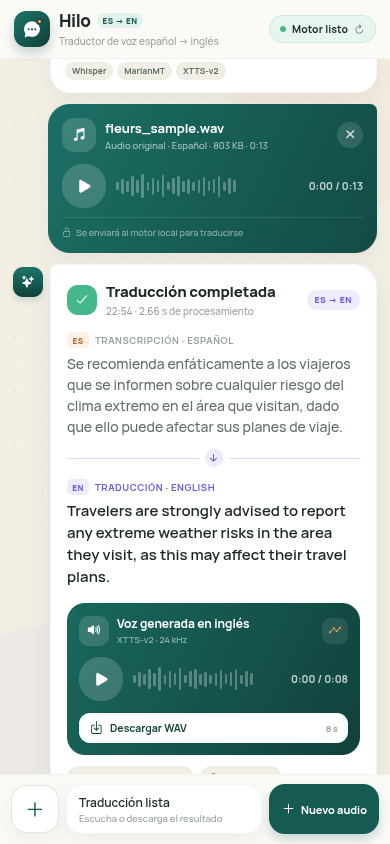 Hilo ES → EN
Traductor de voz español → inglés
Motor listo
Whisper MarianMT XTTS-v2
fleurs_sample.wav
Audio original · Español · 803 KB · 0:13
0:00 / 0:13
Se enviará al motor local para traducirse
Traducción completada
22:54 · 2.66 s de procesamiento
ES → EN
ES TRANSCRIPCIÓN · ESPAÑOL
Se recomienda enfáticamente a los viajeros
que se informen sobre cualquier riesgo del
clima extremo en el área que visitan, dado
que ello puede afectar sus planes de viaje.
EN TRADUCCIÓN · ENGLISH
Travelers are strongly advised to report
any extreme weather risks in the area
they visit, as this may affect their travel
plans.
Voz generada en inglés
XTTS-v2 · 24 kHz
0:00 / 0:08
Descargar WAV 8 s
Traducción lista
Escucha o descarga el resultado
Nuevo audio